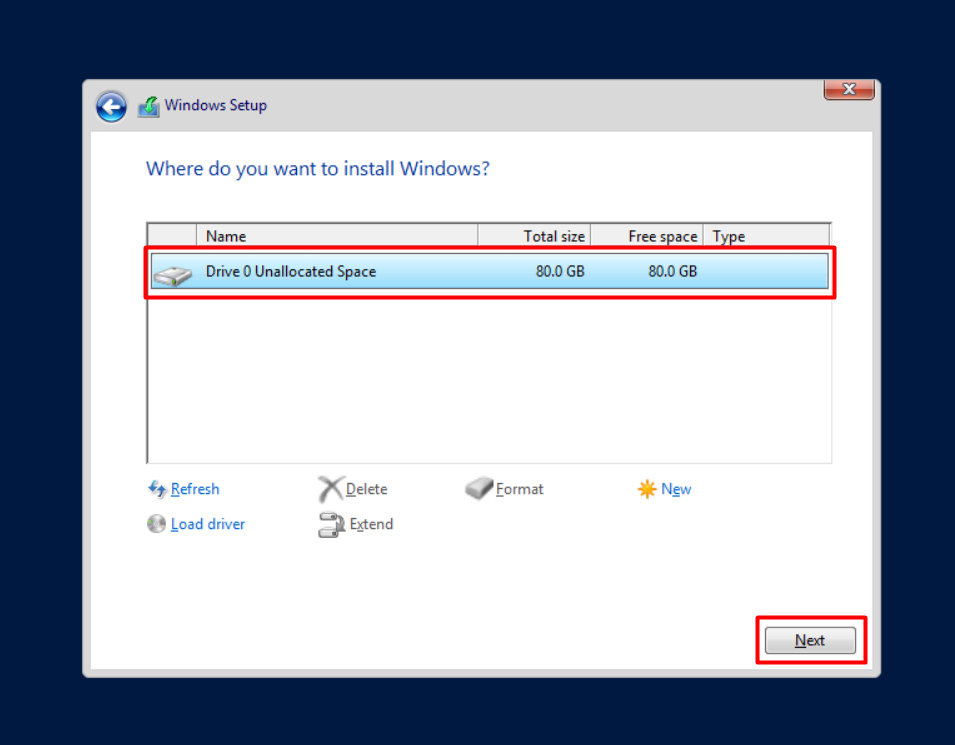 Windows Setup
Where do you want to install Windows?
Name Total size Free space Type
Drive 0 Unallocated Space 80.0 GB 80.0 GB
Refresh Delete Format New
Load driver Extend
Next